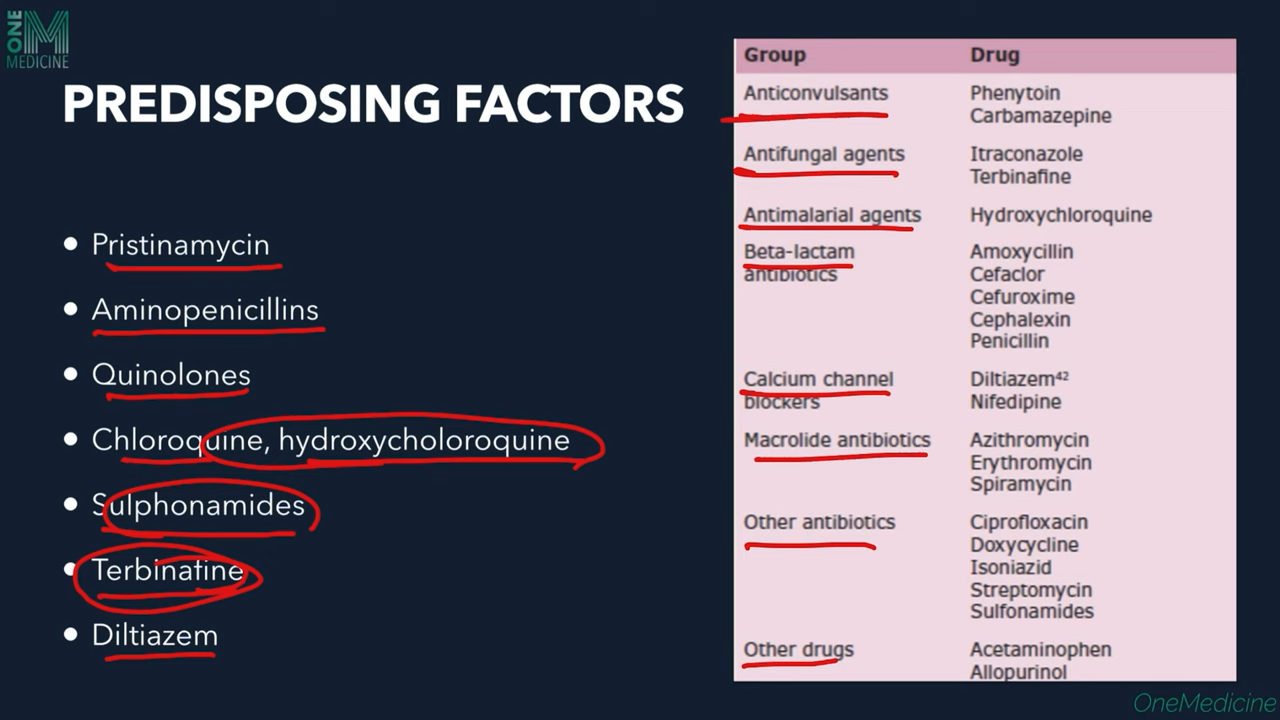 ONE
MEDICINE
PREDISPOSING FACTORS
• Pristinamycin
• Aminopenicillins
• Quinolones
• Chloroquine, hydroxycholoroquine
• Sulphonamides
• Terbinafine
• Diltiazem
Group Drug
Anticonvulsants Phenytoin
Carbamazepine
Antifungal agents Itraconazole
Terbinafine
Antimalarial agents Hydroxychloroquine
Beta-lactam Amoxycillin
antibiotics Cefaclor
Cefuroxime
Cephalexin
Penicillin
Calcium channel Diltiazem⁴²
blockers Nifedipine
Macrolide antibiotics Azithromycin
Erythromycin
Spiramycin
Other antibiotics Ciprofloxacin
Doxycycline
Isoniazid
Streptomycin
Sulfonamides
Other drugs Acetaminophen
Allopurinol
OneMedicine